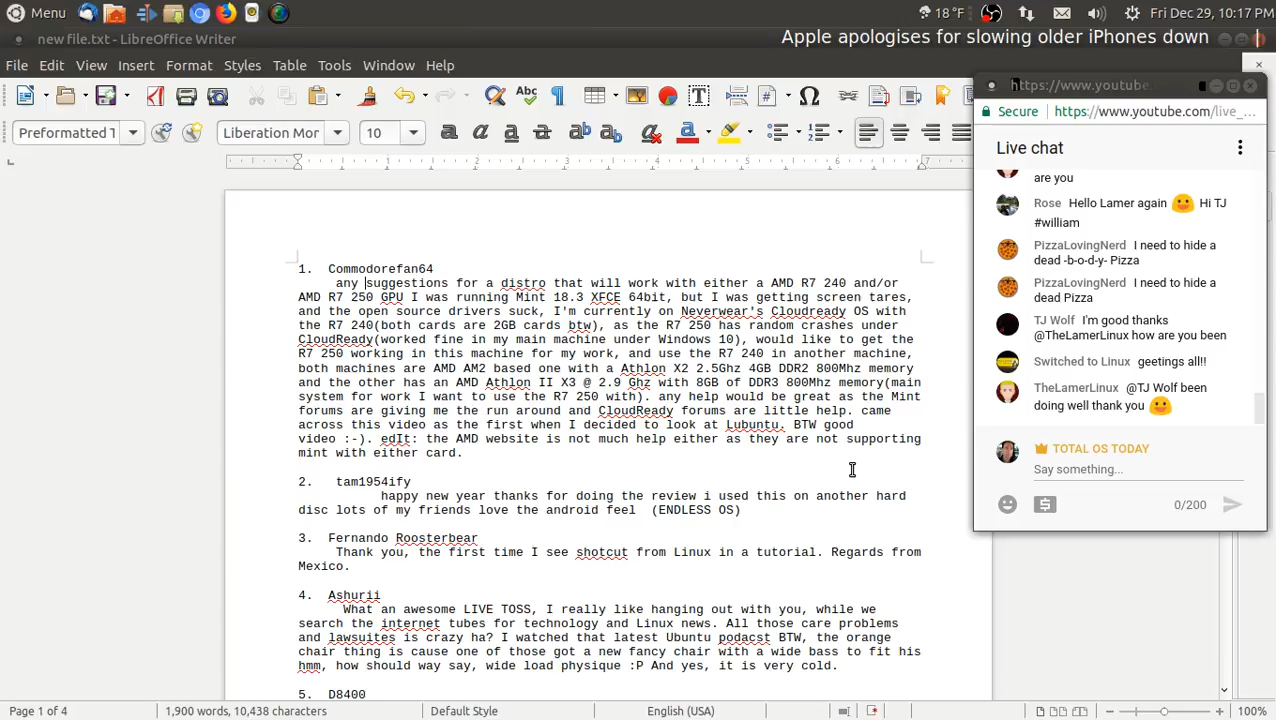 Menu
18 °F
Fri Dec 29, 10:17 PM
new file.txt - LibreOffice Writer
Apple apologises for slowing older iPhones down
File Edit View Insert Format Styles Table Tools Window Help
Preformatted T
Liberation Mor
10
1 1 2 3 4 5 6 7
1. Commodorefan64
any suggestions for a distro that will work with either a AMD R7 240 and/or
AMD R7 250 GPU I was running Mint 18.3 XFCE 64bit, but I was getting screen tares,
and the open source drivers suck, I'm currently on Neverwear's Cloudready OS with
the R7 240(both cards are 2GB cards btw), as the R7 250 has random crashes under
CloudReady(worked fine in my main machine under Windows 10), would like to get the
R7 250 working in this machine for my work, and use the R7 240 in another machine,
both machines are AMD AM2 based one with a Athlon X2 2.5Ghz 4GB DDR2 800Mhz memory
and the other has an AMD Athlon II X3 @ 2.9 Ghz with 8GB of DDR3 800Mhz memory(main
system for work I want to use the R7 250 with). any help would be great as the Mint
forums are giving me the run around and CloudReady forums are little help. came
across this video as the first when I decided to look at Lubuntu. BTW good
video :-). edIt: the AMD website is not much help either as they are not supporting
mint with either card.
2. tam1954ify
happy new year thanks for doing the review i used this on another hard
disc lots of my friends love the android feel (ENDLESS OS)
3. Fernando Roosterbear
Thank you, the first time I see shotcut from Linux in a tutorial. Regards from
Mexico.
4. Ashurii
What an awesome LIVE TOSS, I really like hanging out with you, while we
search the internet tubes for technology and Linux news. All those care problems
and lawsuites is crazy ha? I watched that latest Ubuntu podacst BTW, the orange
chair thing is cause one of those got a new fancy chair with a wide bass to fit his
hmm, how should way say, wide load physique :P And yes, it is very cold.
5. D8400
https://www.youtube.
Secure https://www.youtube.com/live_...
Live chat
are you
Rose Hello Lamer again Hi TJ
#william
PizzaLovingNerd I need to hide a
dead -b-o-d-y- Pizza
PizzaLovingNerd I need to hide a
dead Pizza
TJ Wolf I'm good thanks
@TheLamerLinux how are you been
Switched to Linux geetings all!!
TheLamerLinux @TJ Wolf been
doing well thank you
TOTAL OS TODAY
Say something...
0/200
Page 1 of 4
1,900 words, 10,438 characters
Default Style
English (USA)
100%